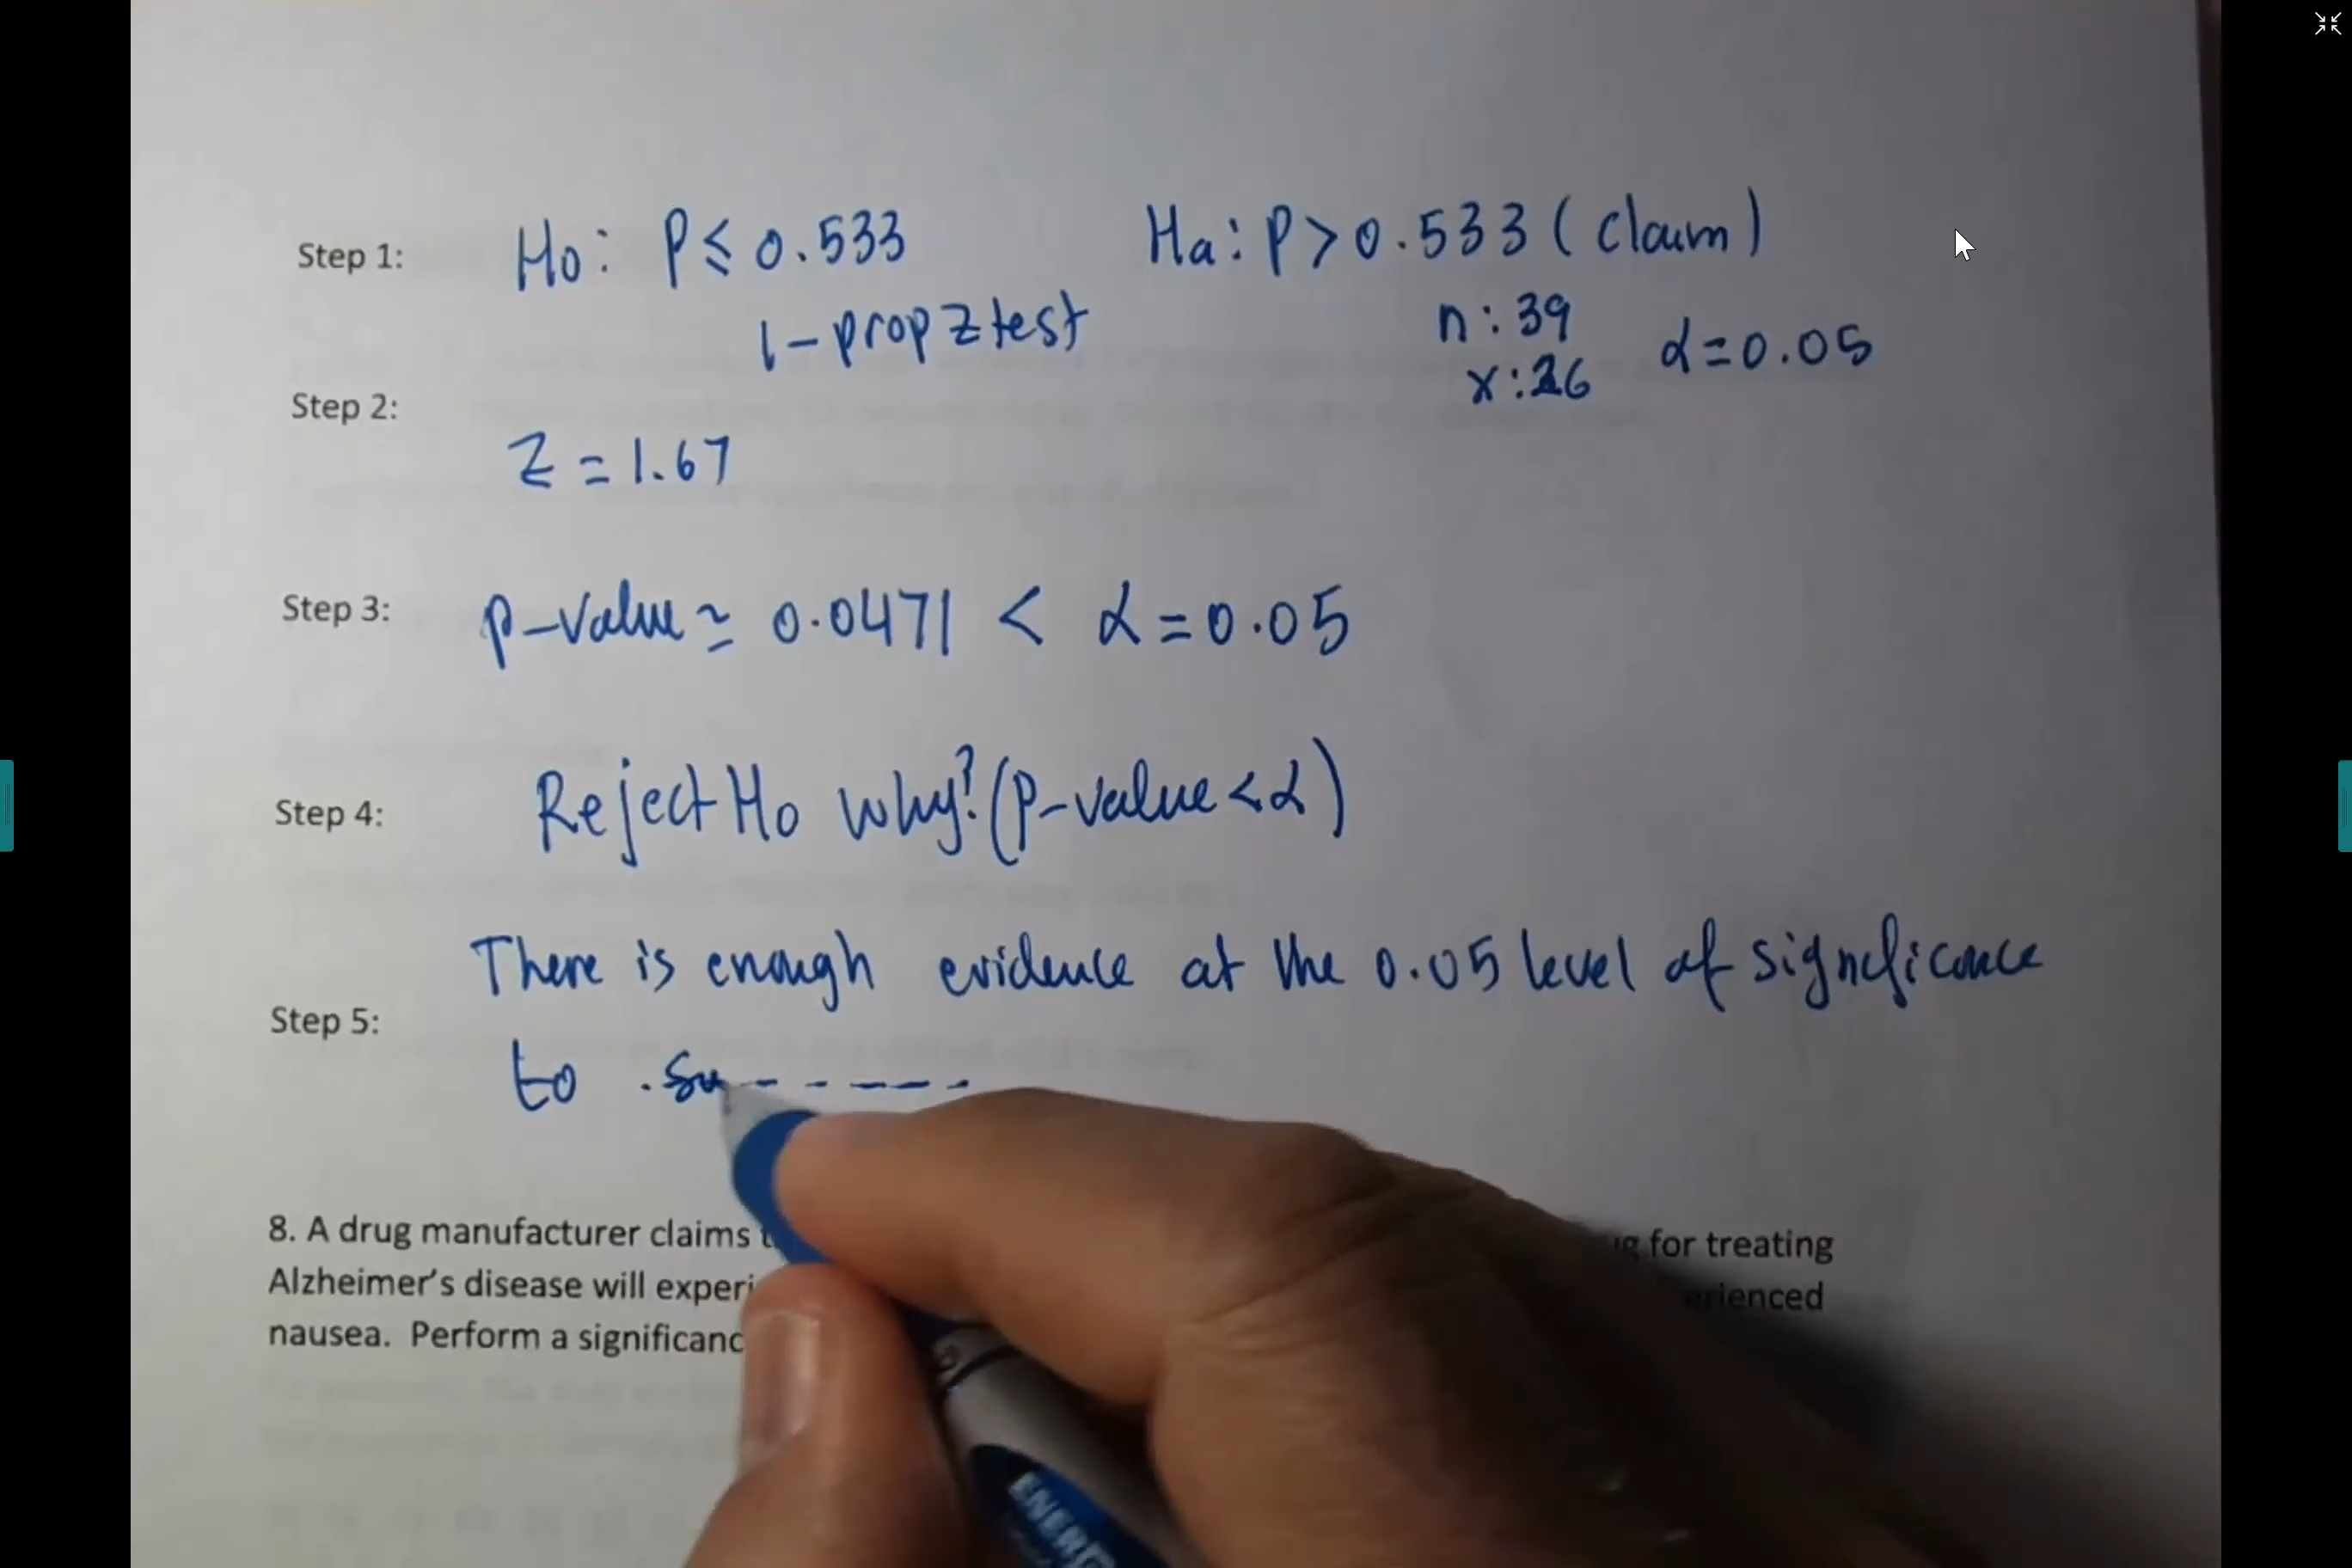 Step 1: Ho: P ≤ 0.533 Ha: P > 0.533 (claim)
1-prop Z test n: 39
x: 26 α = 0.05
Step 2:
Z = 1.67
Step 3: p-value ≃ 0.0471 < α = 0.05
Step 4: Reject Ho why? (p-value < α)
There is enough evidence at the 0.05 level of significance
Step 5:
to . su - - - - -
8. A drug manufacturer claims for treating
Alzheimer's disease will
nausea. Perform a
ENERG